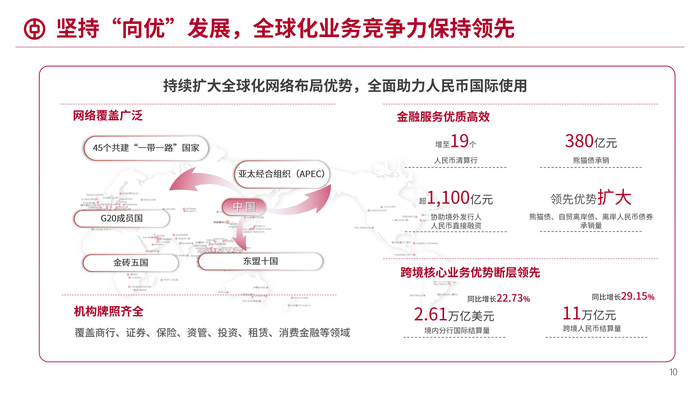 坚持“向优”发展，全球化业务竞争力保持领先
持续扩大全球化网络布局优势，全面助力人民币国际使用
网络覆盖广泛
45个共建“一带一路”国家
亚太经合组织（APEC）
中国
G20成员国
金砖五国
东盟十国
机构牌照齐全
覆盖商行、证券、保险、资管、投资、租赁、消费金融等领域
金融服务优质高效
增至19个
人民币清算行
380亿元
熊猫债承销
超1,100亿元
协助境外发行人
人民币直接融资
领先优势扩大
熊猫债、自贸离岸债、离岸人民币债券
承销量
跨境核心业务优势断层领先
同比增长22.73%
2.61万亿美元
境内分行国际结算量
同比增长29.15%
11万亿元
跨境人民币结算量
10